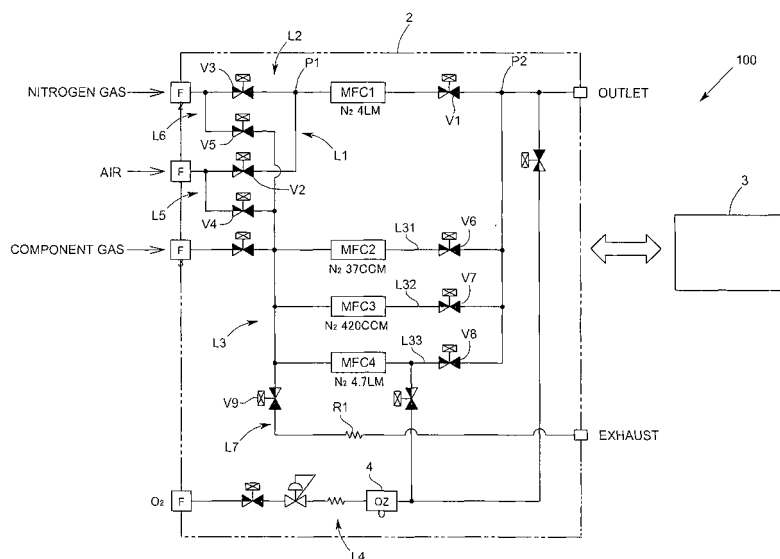 L2
2
V3
P1
P2
100
NITROGEN GAS
F
MFC1
N₂ 4LM
V1
OUTLET
L6
V5
L1
AIR
F
V2
L5
V4
3
COMPONENT GAS
F
MFC2
N₂ 37CCM
L31
V6
MFC3
N₂ 420CCM
L32
V7
L3
MFC4
N₂ 4.7LM
L33
V8
V9
L7
R1
EXHAUST
O₂
F
4
OZ
L4